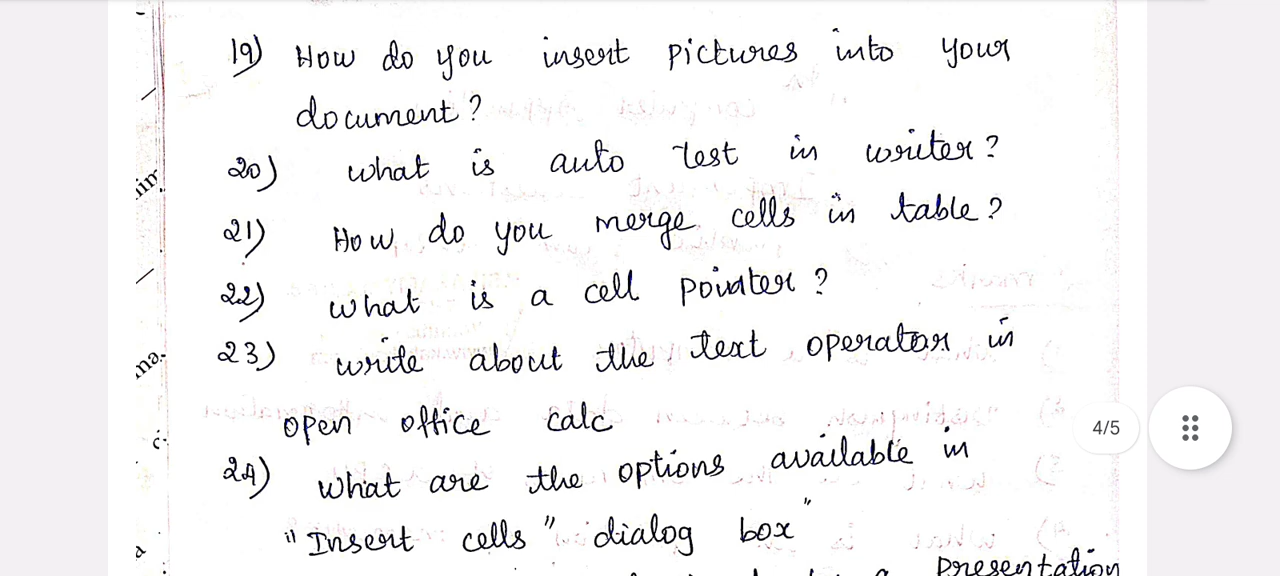 19) How do you insert pictures into your
document?
20) what is auto test in writer?
21) How do you merge cells in table?
22) what is a cell pointer?
23) write about the text operator in
open office calc
24) what are the options available in
"Insert cells" dialog box"
presentation
4/5